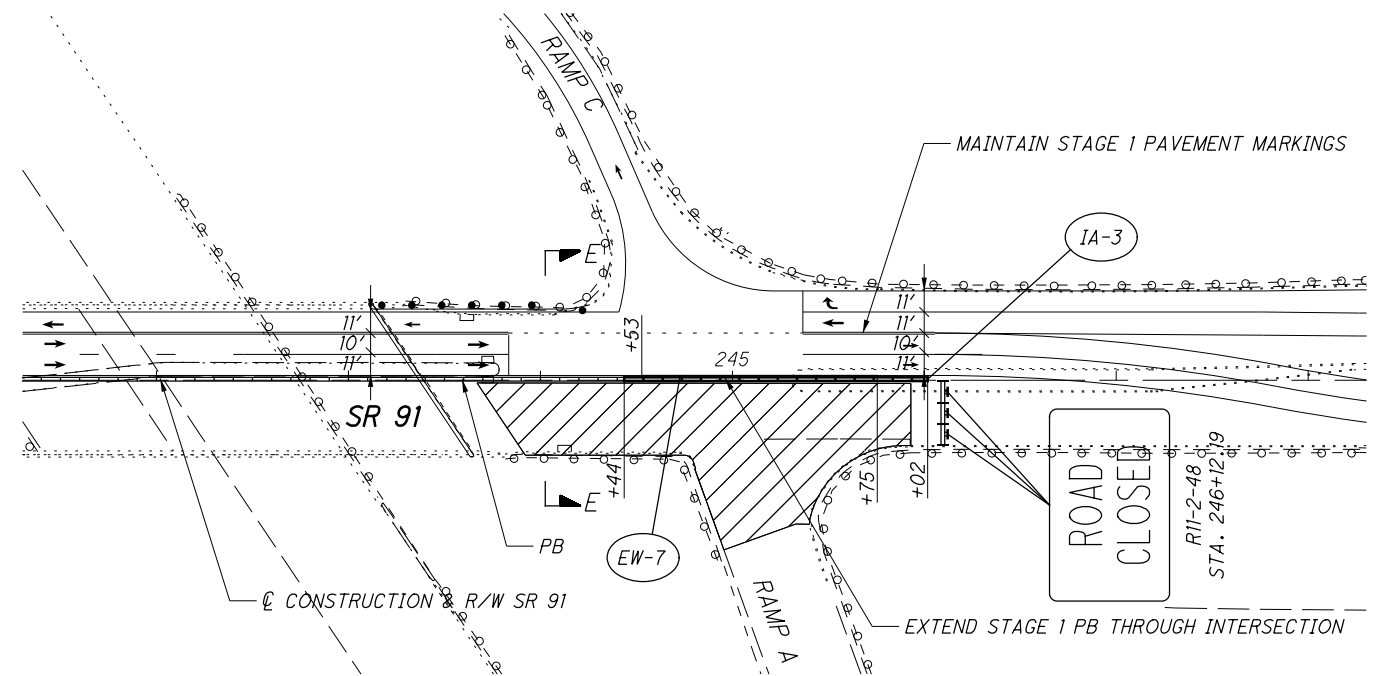 RAMP C
MAINTAIN STAGE 1 PAVEMENT MARKINGS
IA-3
E
11'
11'
10'
11'
11'
11'
10'
11'
+53
245
SR 91
+44
+75
+02
E
PB
EW-7
ROAD
CLOSED
R11-2-48
STA. 246+12.19
℄ CONSTRUCTION & R/W SR 91
RAMP A
EXTEND STAGE 1 PB THROUGH INTERSECTION